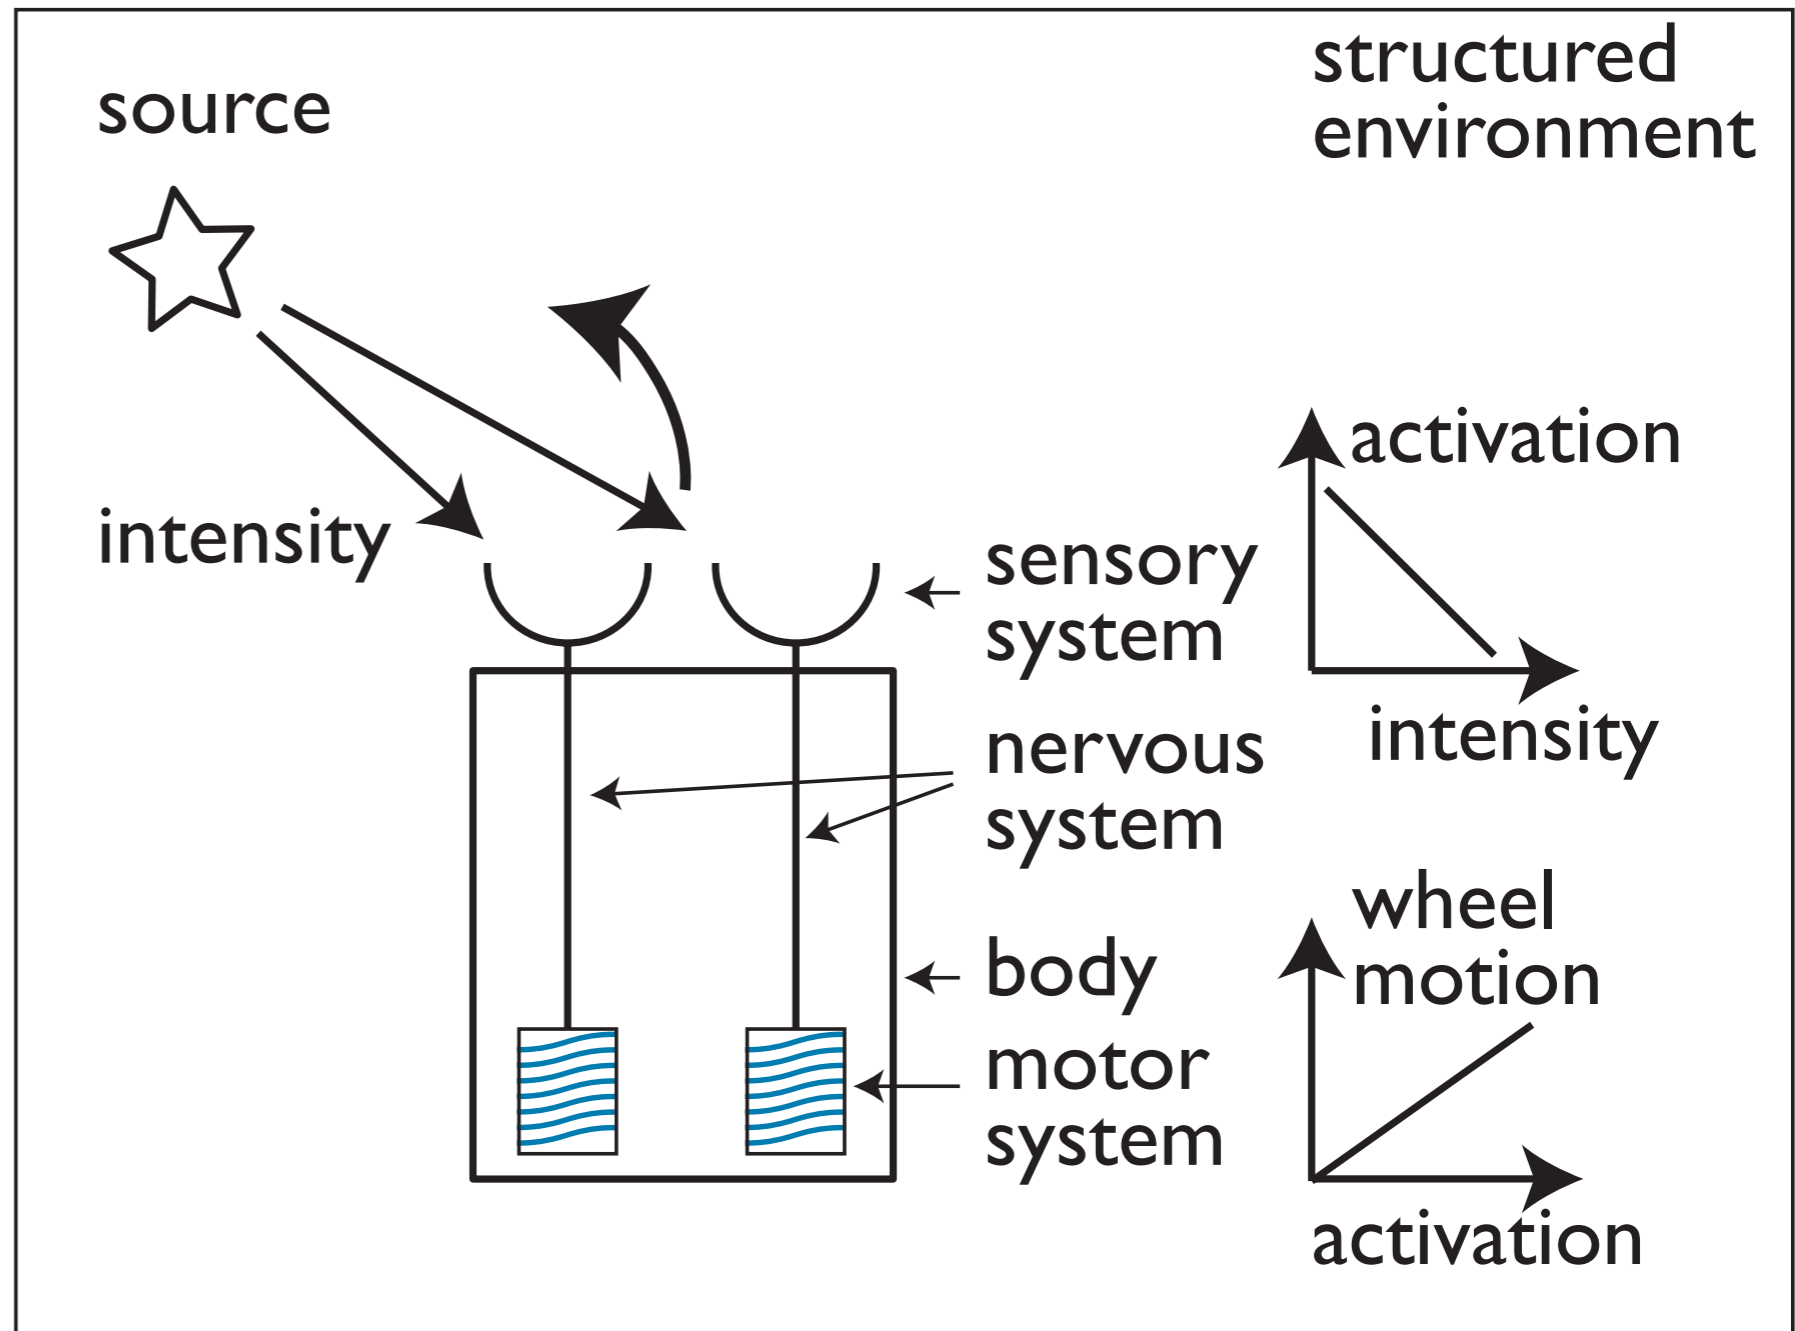 structured
environment
source
activation
intensity
sensory
system
intensity
nervous
system
wheel
motion
body
motor
system
activation